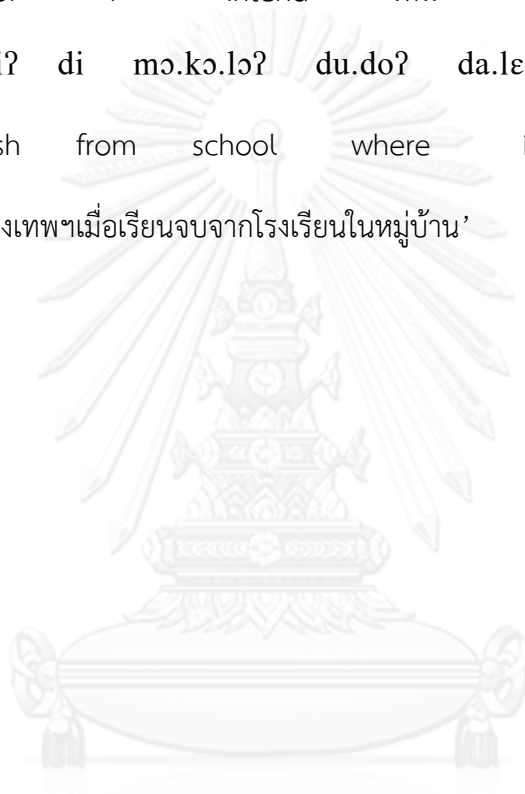 iʔ di mɔ.kɔ.lɔʔ du.doʔ da.lɛ
sh from school where
งเทพฯเมื่อเรียนจบจากโรงเรียนในหมู่บ้าน’